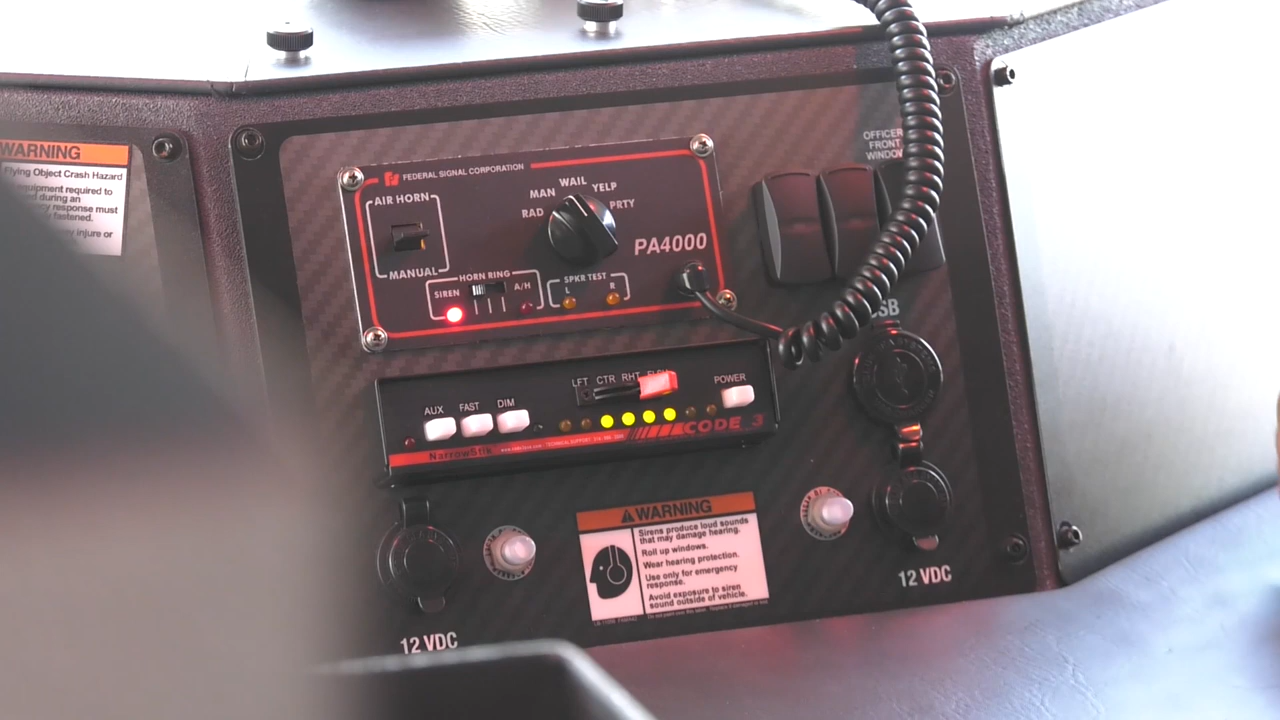 WARNING
Flying Object Crash Hazard
equipment required to
d during an
response must
fastened.
injury or
OFFICER
FRONT
WINDOW
FEDERAL SIGNAL CORPORATION
AIR HORN
MANUAL
RAD
MAN
WAIL
YELP
PRTY
PA4000
HORN RING
SIREN
A/H
SPKR TEST
L
R
LFT CTR RHT
AUX
FAST
DIM
POWER
CODE 3
NarrowStik
12 VDC
WARNING
Sirens produce loud sounds
that may damage hearing.
Roll up windows.
Wear hearing protection.
Use only for emergency
response.
Avoid exposure to siren
sound outside of vehicle.
12 VDC